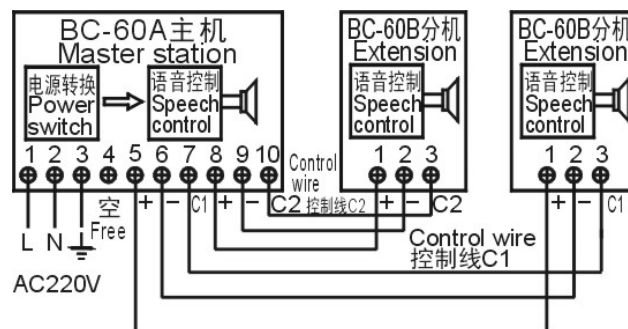 BC-60A主机
Master station
电源转换
Power
switch
语音控制
Speech
control
1 2 3 4 5 6 7 8 9 10
空
Free
+ − C1 + − C2
L N
AC220V
Control
wire
控制线C2
BC-60B分机
Extension
语音控制
Speech
control
1 2 3
+ − C2
BC-60B分机
Extension
语音控制
Speech
control
1 2 3
+ − C1
Control wire
控制线C1